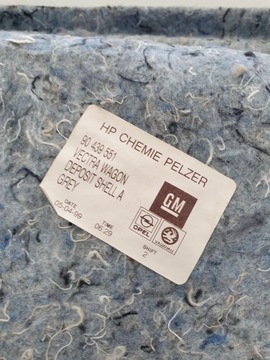 HP CHEMIE PELZER
90 439 551
VECTRA WAGON
DEPOSIT SHELL A
GREY
GM
OPEL
DATE
05-04-99
TIME
06:29
SHIFT
2